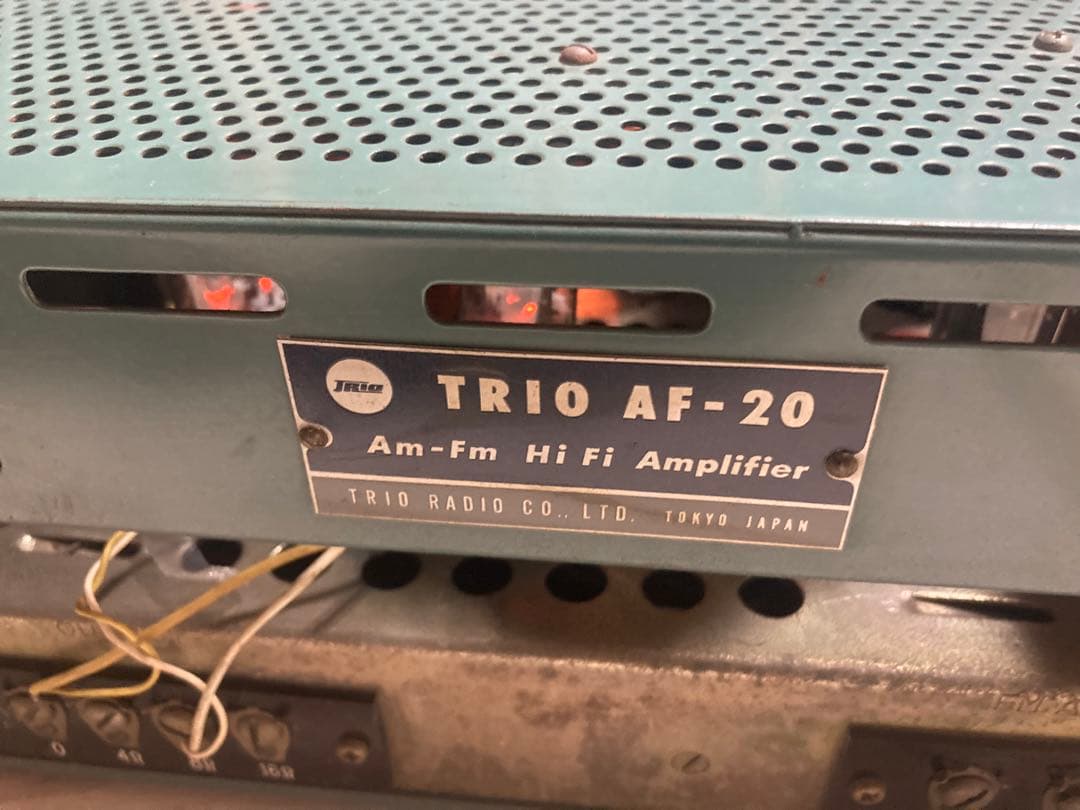 TRIO
TRIO AF-20
Am-Fm Hi Fi Amplifier
TRIO RADIO CO., LTD. TOKYO JAPAN
0 4Ω 8Ω 16Ω